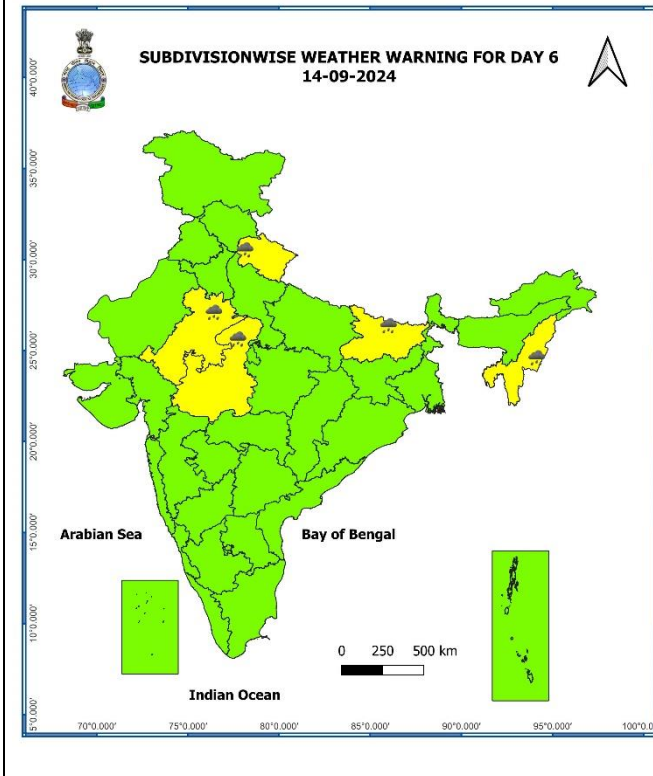 SUBDIVISIONWISE WEATHER WARNING FOR DAY 6
14-09-2024
40°0.000'
35°0.000'
30°0.000'
25°0.000'
20°0.000'
15°0.000'
10°0.000'
5°0.000'
Arabian Sea
Bay of Bengal
0 250 500 km
Indian Ocean
70°0.000' 75°0.000' 80°0.000' 85°0.000' 90°0.000' 95°0.000' 100°0.0